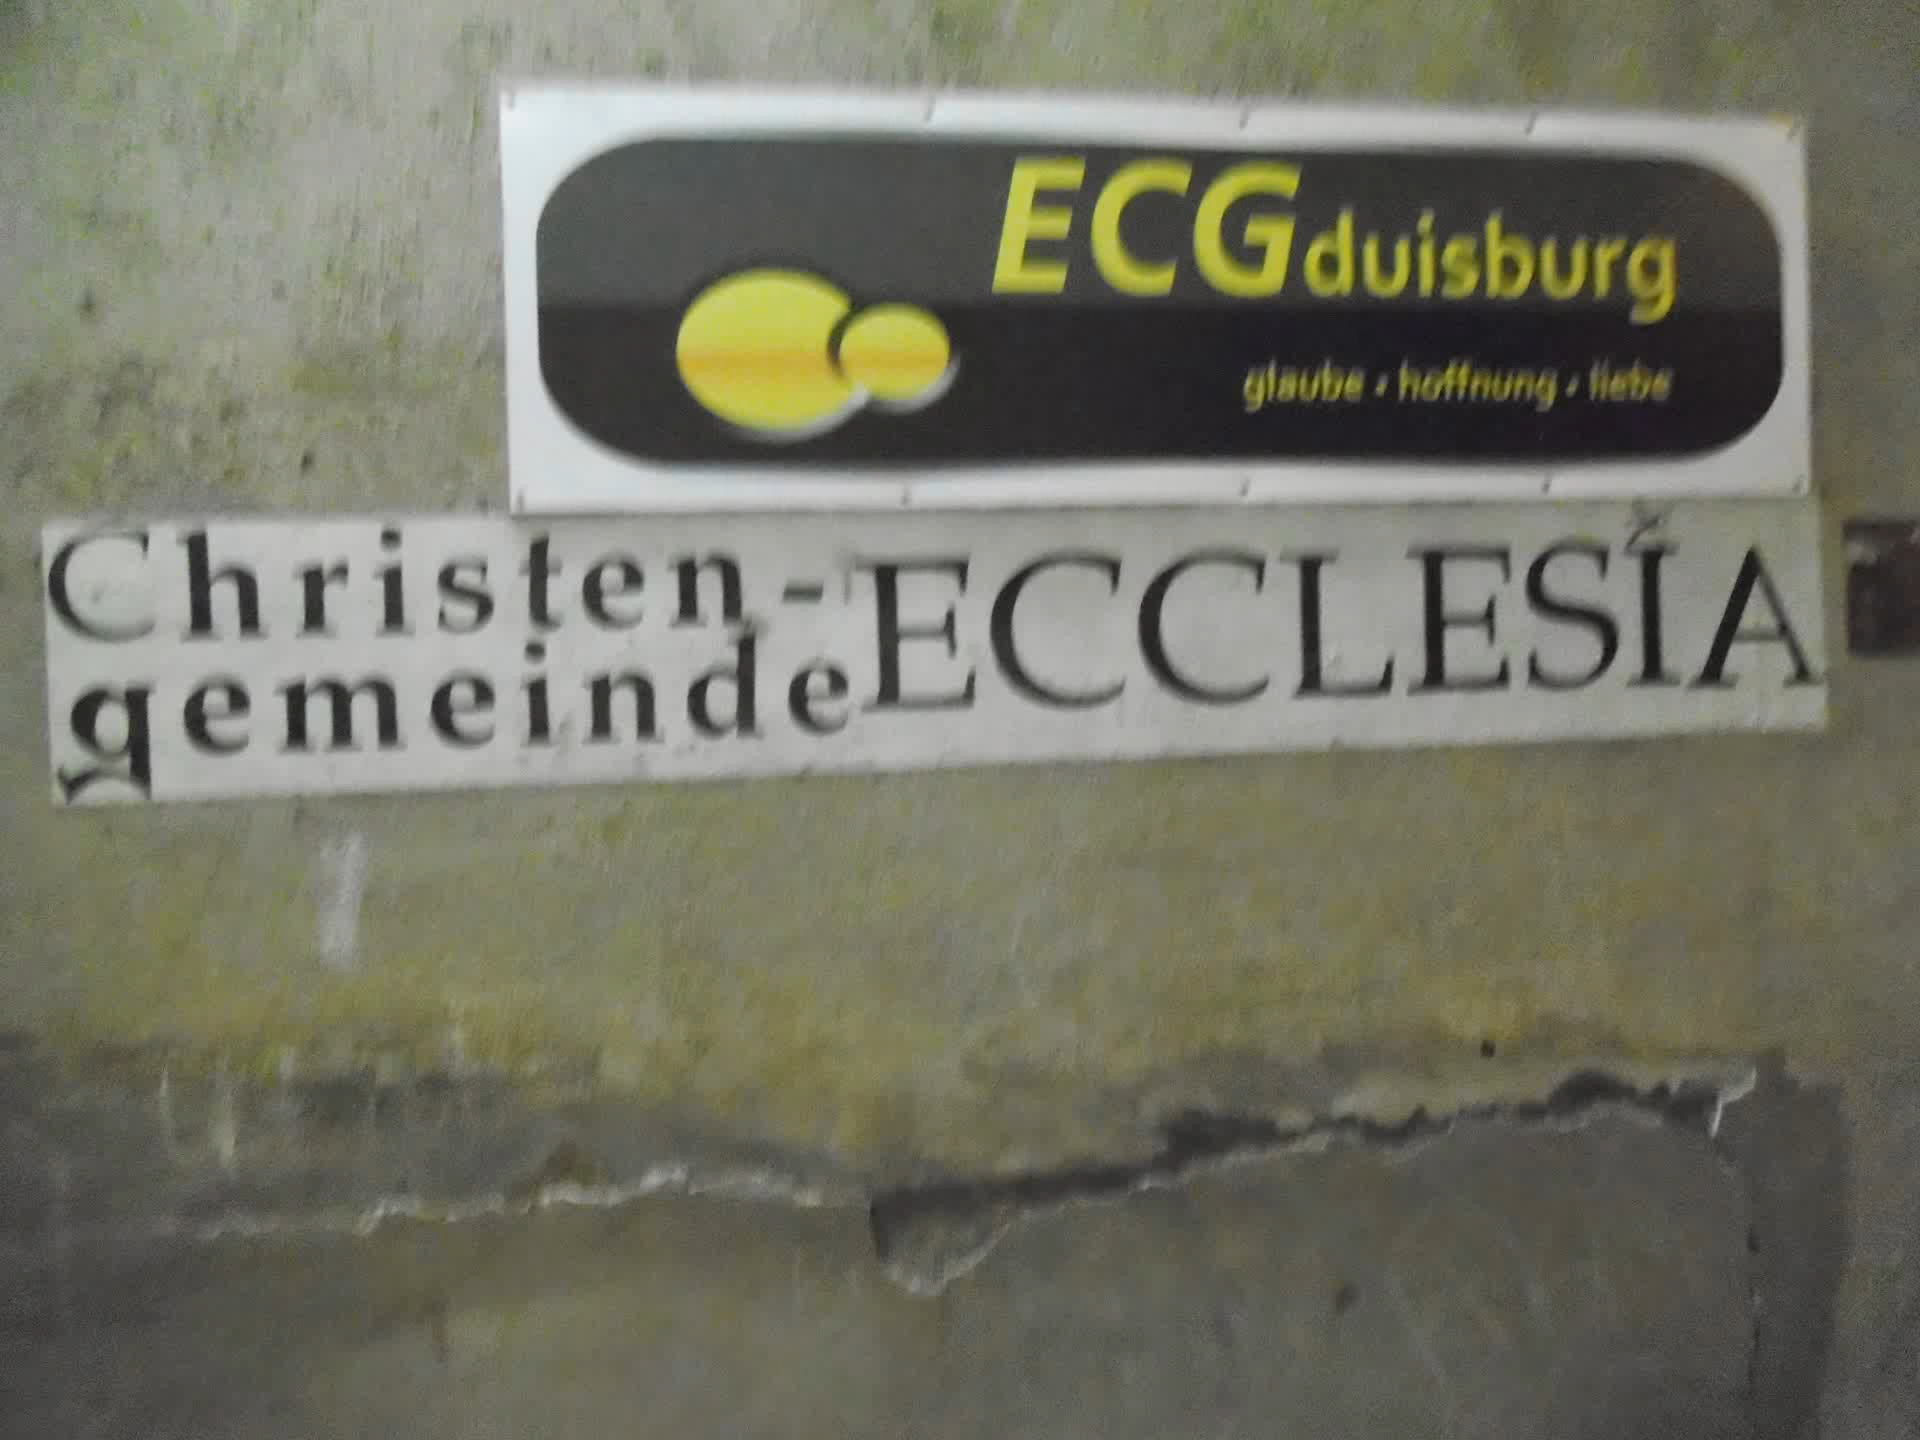 ECGduisburg
glaube • hoffnung • liebe
Christen-
gemeinde ECCLESIA